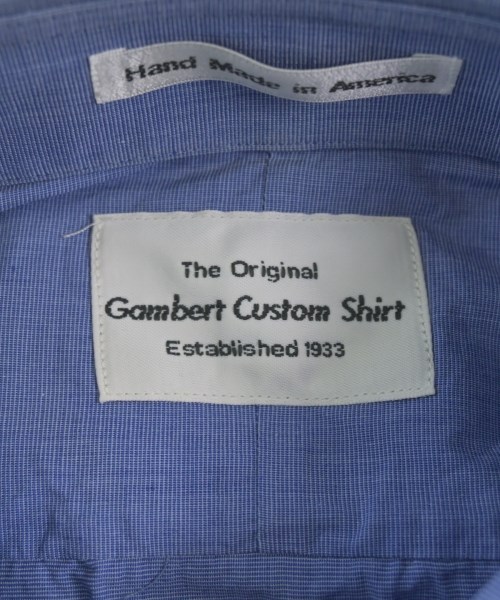 Hand Made in America
The Original
Gambert Custom Shirt
Established 1933